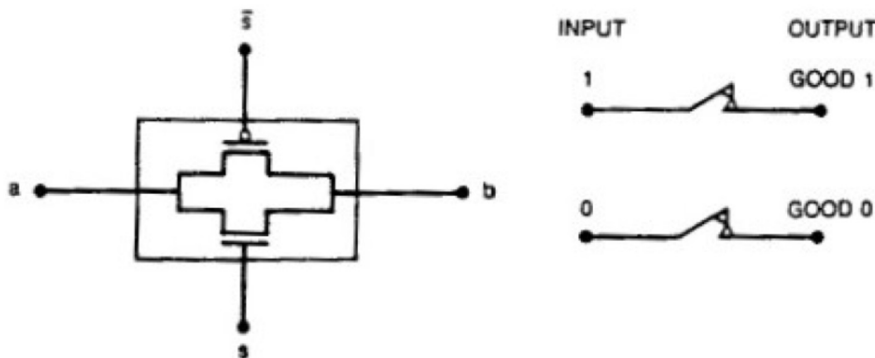 s̅
a
b
s
INPUT OUTPUT
1 GOOD 1
0 GOOD 0